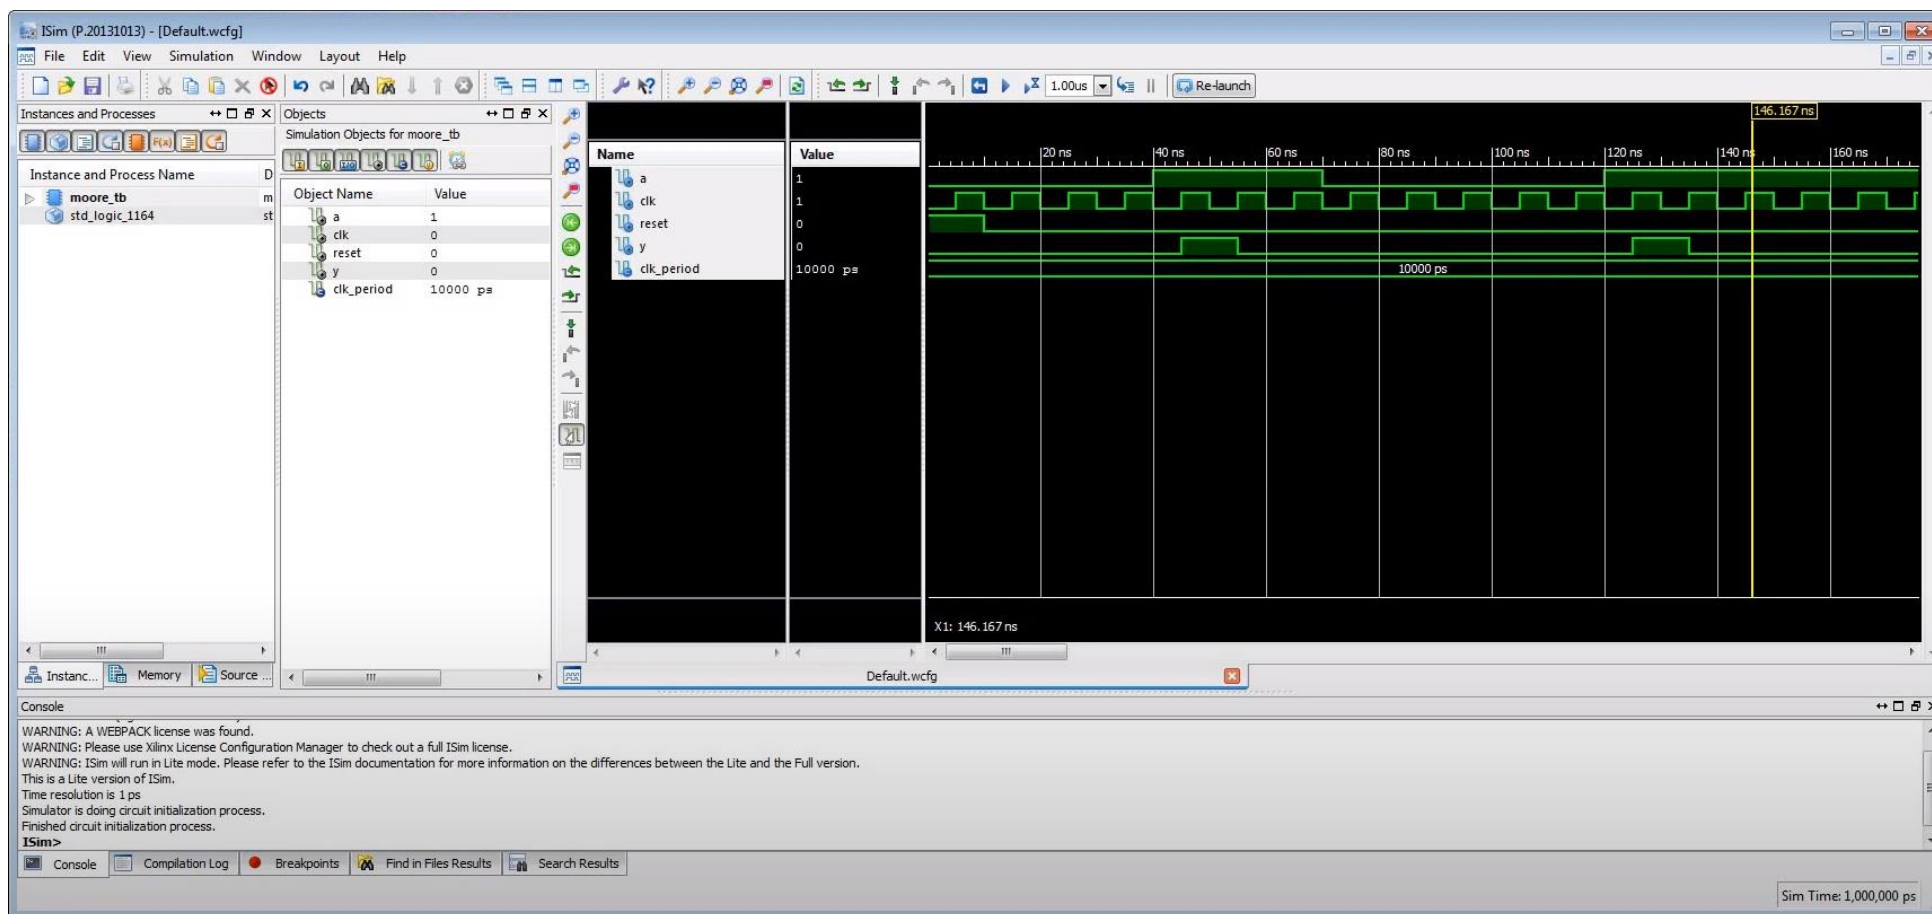 ISim (P.20131013) - [Default.wcfg]
File Edit View Simulation Window Layout Help
1.00us Re-launch
Instances and Processes
Instance and Process Name D
moore_tb m
std_logic_1164 st
Instanc... Memory Source ...
Objects
Simulation Objects for moore_tb
Object Name Value
a 1
clk 0
reset 0
y 0
clk_period 10000 ps
Name Value
a 1
clk 1
reset 0
y 0
clk_period 10000 ps
146.167 ns
20 ns 40 ns 60 ns 80 ns 100 ns 120 ns 140 ns 160 ns
10000 ps
X1: 146.167 ns
Default.wcfg
Console
WARNING: A WEBPACK license was found.
WARNING: Please use Xilinx License Configuration Manager to check out a full ISim license.
WARNING: ISim will run in Lite mode. Please refer to the ISim documentation for more information on the differences between the Lite and the Full version.
This is a Lite version of ISim.
Time resolution is 1 ps
Simulator is doing circuit initialization process.
Finished circuit initialization process.
ISim>
Console Compilation Log Breakpoints Find in Files Results Search Results
Sim Time: 1,000,000 ps